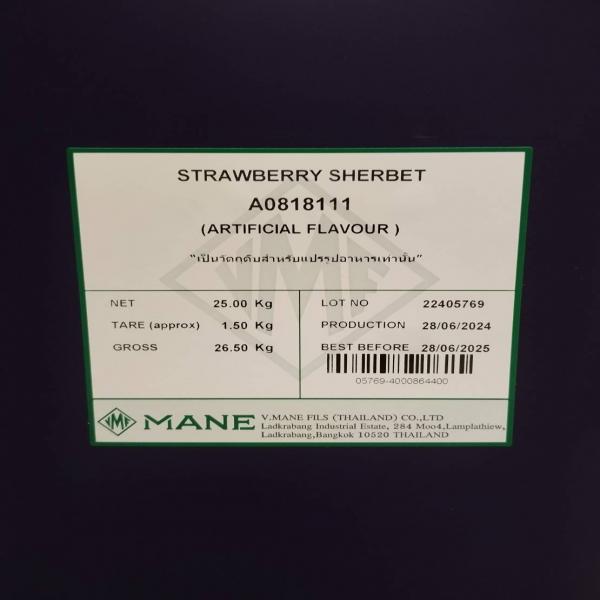 STRAWBERRY SHERBET
A0818111
(ARTIFICIAL FLAVOUR )
“เป็นวัตถุดิบสำหรับแปรรูปอาหารเท่านั้น”
NET 25.00 Kg
TARE (approx) 1.50 Kg
GROSS 26.50 Kg
LOT NO 22405769
PRODUCTION 28/06/2024
BEST BEFORE 28/06/2025
05769-4000864400
VMF
VMF MANE
V.MANE FILS (THAILAND) CO.,LTD
Ladkrabang Industrial Estate, 284 Moo4,Lamplathiew,
Ladkrabang,Bangkok 10520 THAILAND